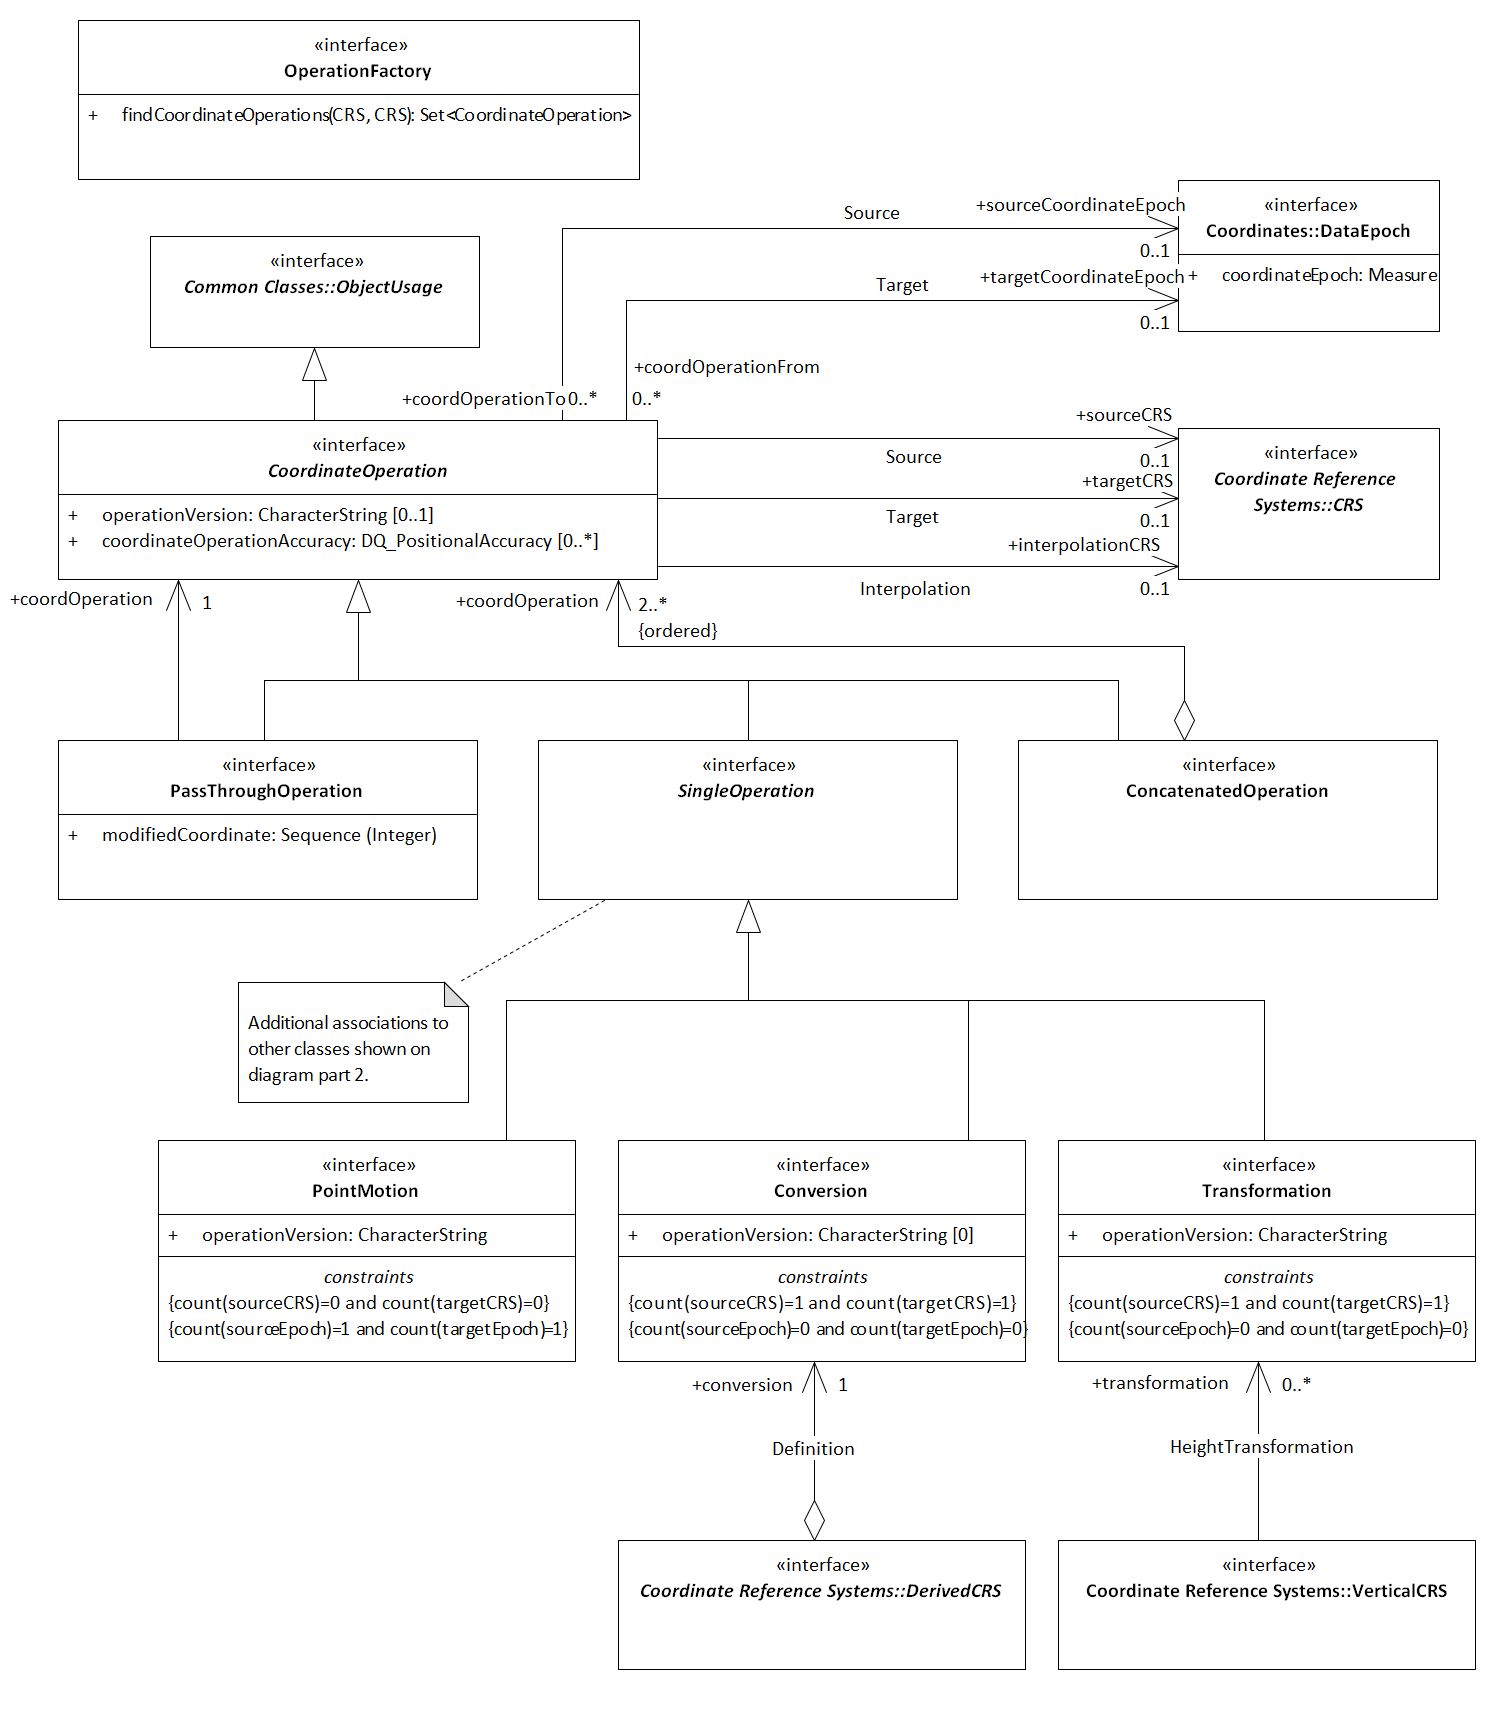 «interface»
OperationFactory
+ findCoordinateOperations(CRS, CRS): Set<CoordinateOperation>
«interface»
Common Classes::ObjectUsage
Source
+sourceCoordinateEpoch
0..1
Target
+targetCoordinateEpoch
0..1
«interface»
Coordinates::DataEpoch
+ coordinateEpoch: Measure
+coordOperationFrom
+coordOperationTo 0..*
0..*
«interface»
CoordinateOperation
+ operationVersion: CharacterString [0..1]
+ coordinateOperationAccuracy: DQ_PositionalAccuracy [0..*]
+sourceCRS
Source
0..1
+targetCRS
Target
0..1
+interpolationCRS
Interpolation
0..1
«interface»
Coordinate Reference
Systems::CRS
+coordOperation
1
+coordOperation
2..*
{ordered}
«interface»
PassThroughOperation
+ modifiedCoordinate: Sequence (Integer)
«interface»
SingleOperation
«interface»
ConcatenatedOperation
Additional associations to
other classes shown on
diagram part 2.
«interface»
PointMotion
+ operationVersion: CharacterString
constraints
{count(sourceCRS)=0 and count(targetCRS)=0}
{count(sourceEpoch)=1 and count(targetEpoch)=1}
«interface»
Conversion
+ operationVersion: CharacterString [0]
constraints
{count(sourceCRS)=1 and count(targetCRS)=1}
{count(sourceEpoch)=0 and count(targetEpoch)=0}
«interface»
Transformation
+ operationVersion: CharacterString
constraints
{count(sourceCRS)=1 and count(targetCRS)=1}
{count(sourceEpoch)=0 and count(targetEpoch)=0}
+conversion
1
Definition
+transformation
0..*
HeightTransformation
«interface»
Coordinate Reference Systems::DerivedCRS
«interface»
Coordinate Reference Systems::VerticalCRS